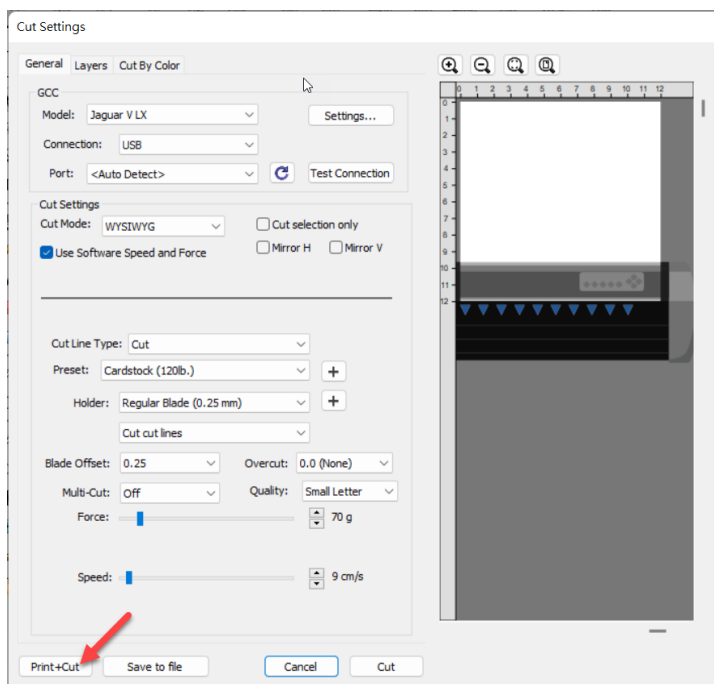 Cut Settings
General Layers Cut By Color
GCC
Model: Jaguar V LX Settings...
Connection: USB
Port: <Auto Detect> Test Connection
Cut Settings
Cut Mode: WYSIWYG Cut selection only
Use Software Speed and Force Mirror H Mirror V
Cut Line Type: Cut
Preset: Cardstock (120lb.) +
Holder: Regular Blade (0.25 mm) +
Cut cut lines
Blade Offset: 0.25 Overcut: 0.0 (None)
Multi-Cut: Off Quality: Small Letter
Force: 70 g
Speed: 9 cm/s
Print+Cut Save to file Cancel Cut
0 1 2 3 4 5 6 7 8 9 10 11 12
0
1
2
3
4
5
6
7
8
9
10
11
12